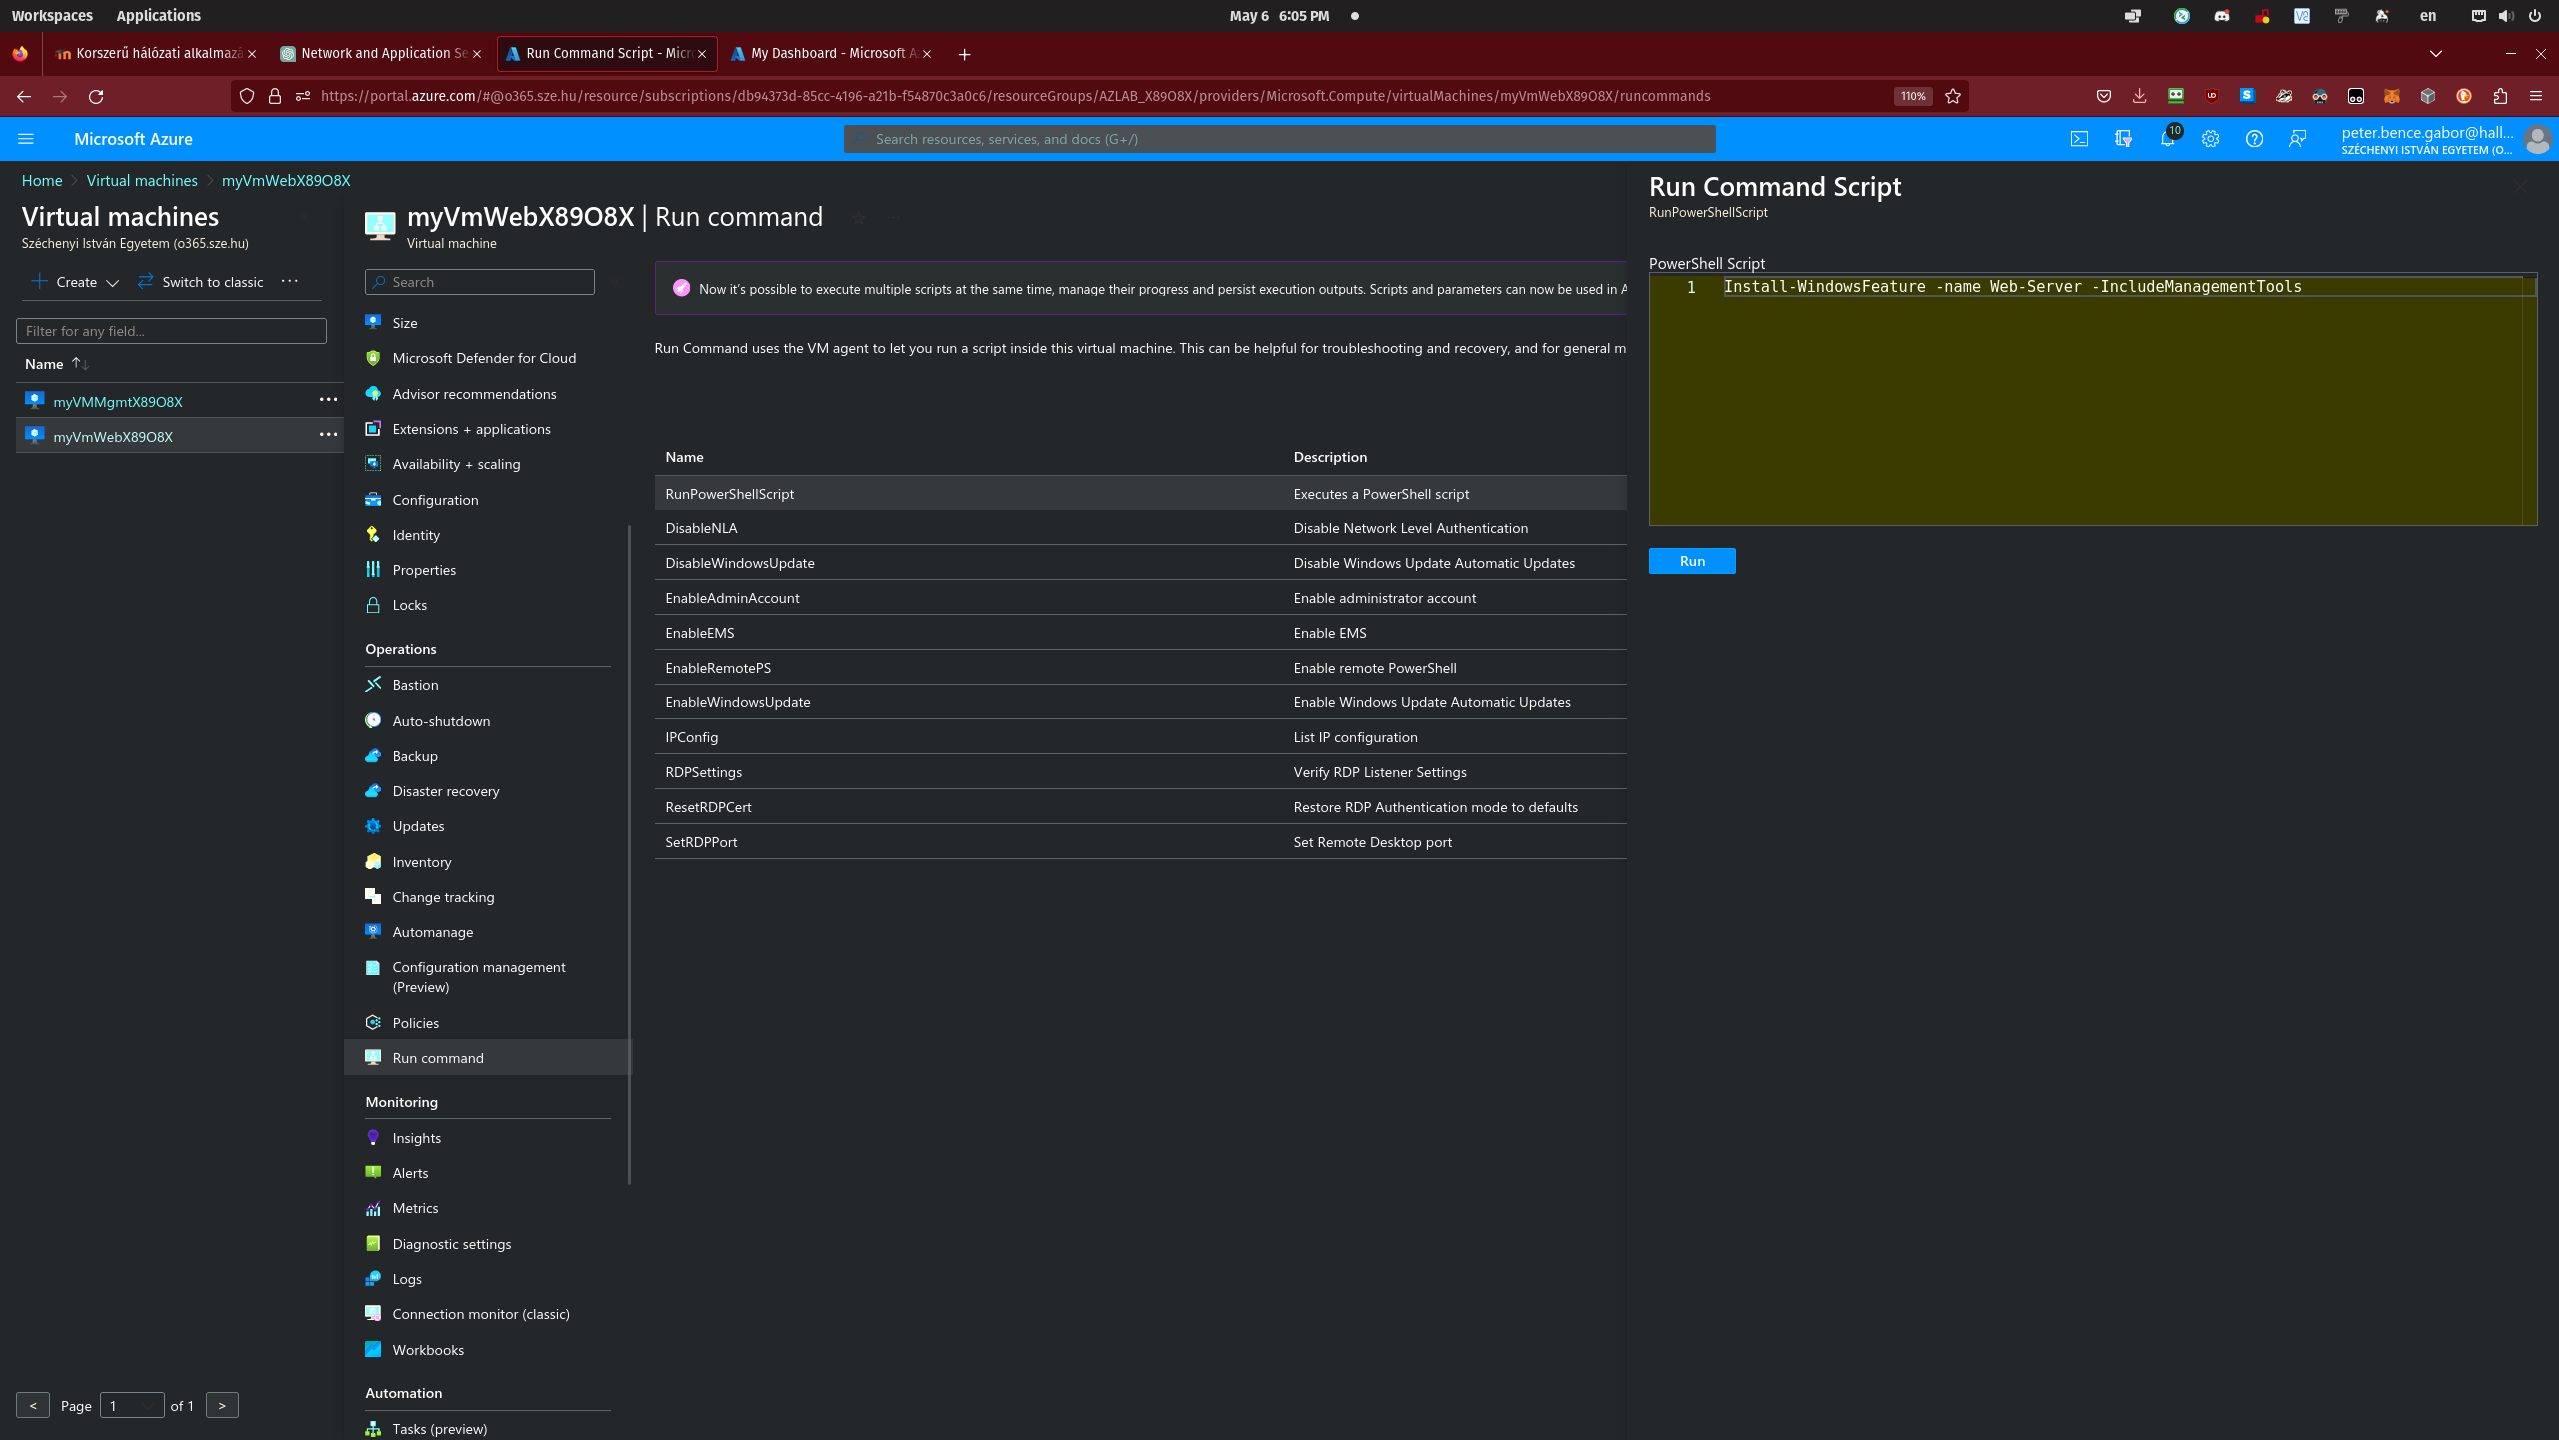 Workspaces Applications May 6 6:05 PM en
Korszerű hálózati alkalmazá Network and Application Se Run Command Script - Micro My Dashboard - Microsoft Az
https://portal.azure.com/#@o365.sze.hu/resource/subscriptions/db94373d-85cc-4196-a21b-f54870c3a0c6/resourceGroups/AZLAB_X89O8X/providers/Microsoft.Compute/virtualMachines/myVmWebX89O8X/runcommands 110%
Microsoft Azure Search resources, services, and docs (G+/) 10 peter.bence.gabor@hall...
SZÉCHENYI ISTVÁN EGYETEM (O...
Home Virtual machines myVmWebX89O8X
Virtual machines
Széchenyi István Egyetem (o365.sze.hu)
Create Switch to classic ...
Filter for any field...
Name
myVMMgmtX89O8X
myVmWebX89O8X
< Page 1 of 1 >
myVmWebX89O8X | Run command
Virtual machine
Search
Size
Microsoft Defender for Cloud
Advisor recommendations
Extensions + applications
Availability + scaling
Configuration
Identity
Properties
Locks
Operations
Bastion
Auto-shutdown
Backup
Disaster recovery
Updates
Inventory
Change tracking
Automanage
Configuration management
(Preview)
Policies
Run command
Monitoring
Insights
Alerts
Metrics
Diagnostic settings
Logs
Connection monitor (classic)
Workbooks
Automation
Tasks (preview)
Now it's possible to execute multiple scripts at the same time, manage their progress and persist execution outputs. Scripts and parameters can now be used in A
Run Command uses the VM agent to let you run a script inside this virtual machine. This can be helpful for troubleshooting and recovery, and for general m
Name Description
RunPowerShellScript Executes a PowerShell script
DisableNLA Disable Network Level Authentication
DisableWindowsUpdate Disable Windows Update Automatic Updates
EnableAdminAccount Enable administrator account
EnableEMS Enable EMS
EnableRemotePS Enable remote PowerShell
EnableWindowsUpdate Enable Windows Update Automatic Updates
IPConfig List IP configuration
RDPSettings Verify RDP Listener Settings
ResetRDPCert Restore RDP Authentication mode to defaults
SetRDPPort Set Remote Desktop port
Run Command Script
RunPowerShellScript
PowerShell Script
1 Install-WindowsFeature -name Web-Server -IncludeManagementTools
Run